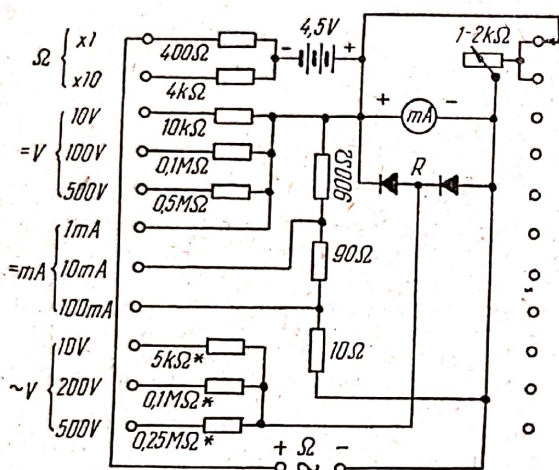 4,5V
1-2kΩ
Ω
x1
400Ω
- +
x10
4kΩ
=V
10V
10kΩ
+ mA -
100V
0,1MΩ
900Ω
R
500V
0,5MΩ
=mA
1mA
10mA
90Ω
100mA
~V
10V
5kΩ*
10Ω
200V
0,1MΩ*
500V
0,25MΩ*
+ Ω -
~